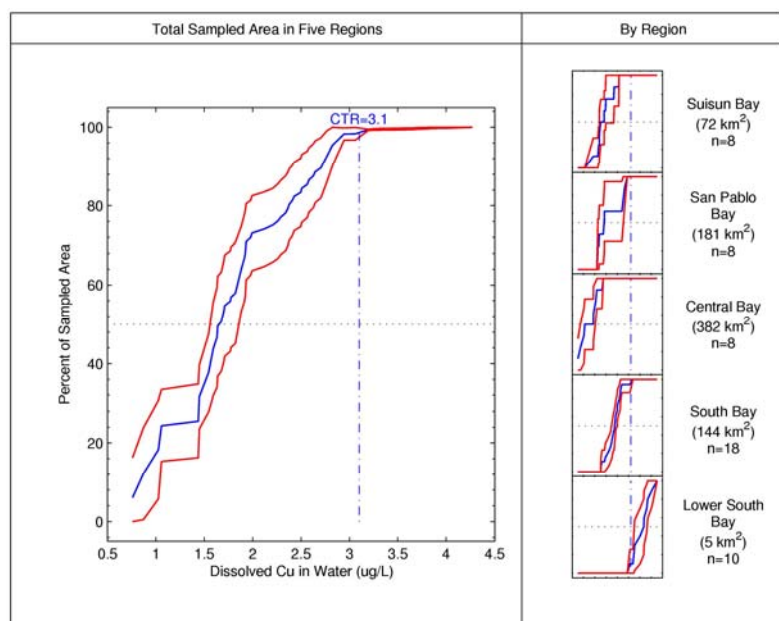 Total Sampled Area in Five Regions
By Region
CTR=3.1
100
80
60
40
20
0
Percent of Sampled Area
0.5 1 1.5 2 2.5 3 3.5 4 4.5
Dissolved Cu in Water (ug/L)
Suisun Bay
(72 km²)
n=8
San Pablo
Bay
(181 km²)
n=8
Central Bay
(382 km²)
n=8
South Bay
(144 km²)
n=18
Lower South
Bay
(5 km²)
n=10